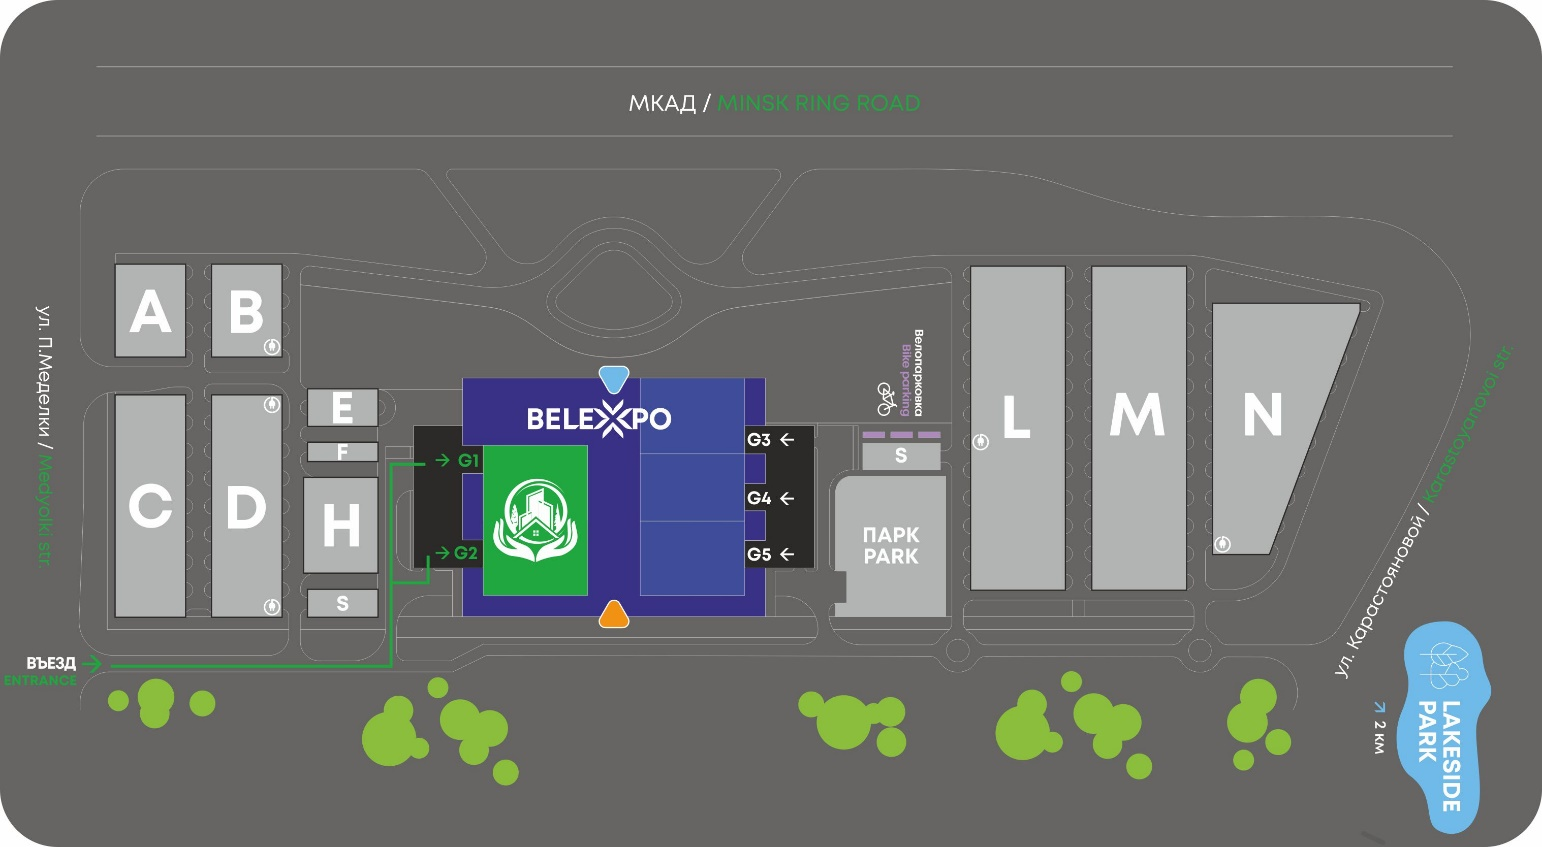 МКАД / MINSK RING ROAD
A
B
ул. П.Меделки / Medyolki str
C
D
E
F
H
S
BELEXPO
→ G1
→ G2
G3 ←
G4 ←
G5 ←
Велопарковка
Bike parking
S
ПАРК
PARK
L
M
N
ул. Карастояновой / Karastoyanovoi str.
ВЪЕЗД →
ENTRANCE
LAKESIDE
PARK
↗ 2 км